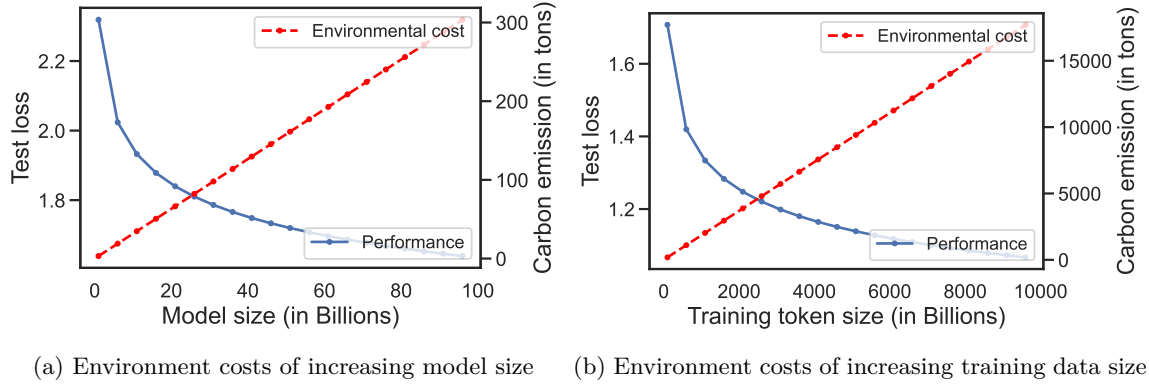 Environmental cost
Performance
2.2
2.0
1.8
Test loss
300
200
100
0
Carbon emission (in tons)
0 20 40 60 80 100
Model size (in Billions)
(a) Environment costs of increasing model size
Environmental cost
Performance
1.6
1.4
1.2
Test loss
15000
10000
5000
0
Carbon emission (in tons)
0 2000 4000 6000 8000 10000
Training token size (in Billions)
(b) Environment costs of increasing training data size